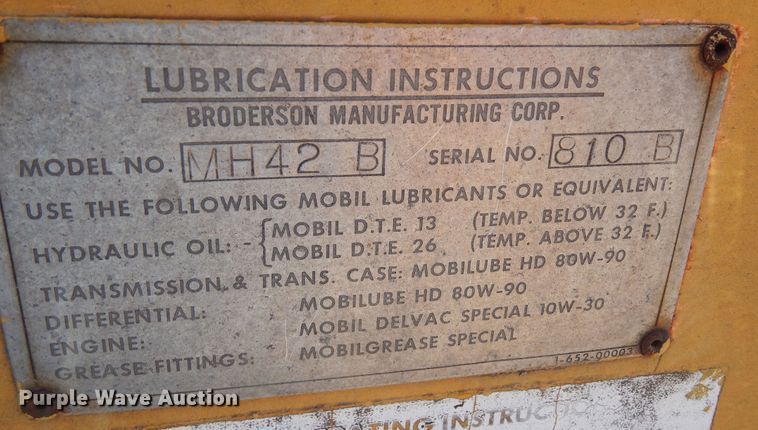 LUBRICATION INSTRUCTIONS
BRODERSON MANUFACTURING CORP.
MODEL NO. MH42 B SERIAL NO. 810 B
USE THE FOLLOWING MOBIL LUBRICANTS OR EQUIVALENT:
HYDRAULIC OIL: - { MOBIL D.T.E. 13 (TEMP. BELOW 32 F.)
MOBIL D.T.E. 26 (TEMP. ABOVE 32 F.)
TRANSMISSION & TRANS. CASE: MOBILUBE HD 80W-90
DIFFERENTIAL: MOBILUBE HD 80W-90
ENGINE: MOBIL DELVAC SPECIAL 10W-30
GREASE FITTINGS: MOBILGREASE SPECIAL
1-652-00003
ATING INSTRUCTIO
Purple Wave Auction